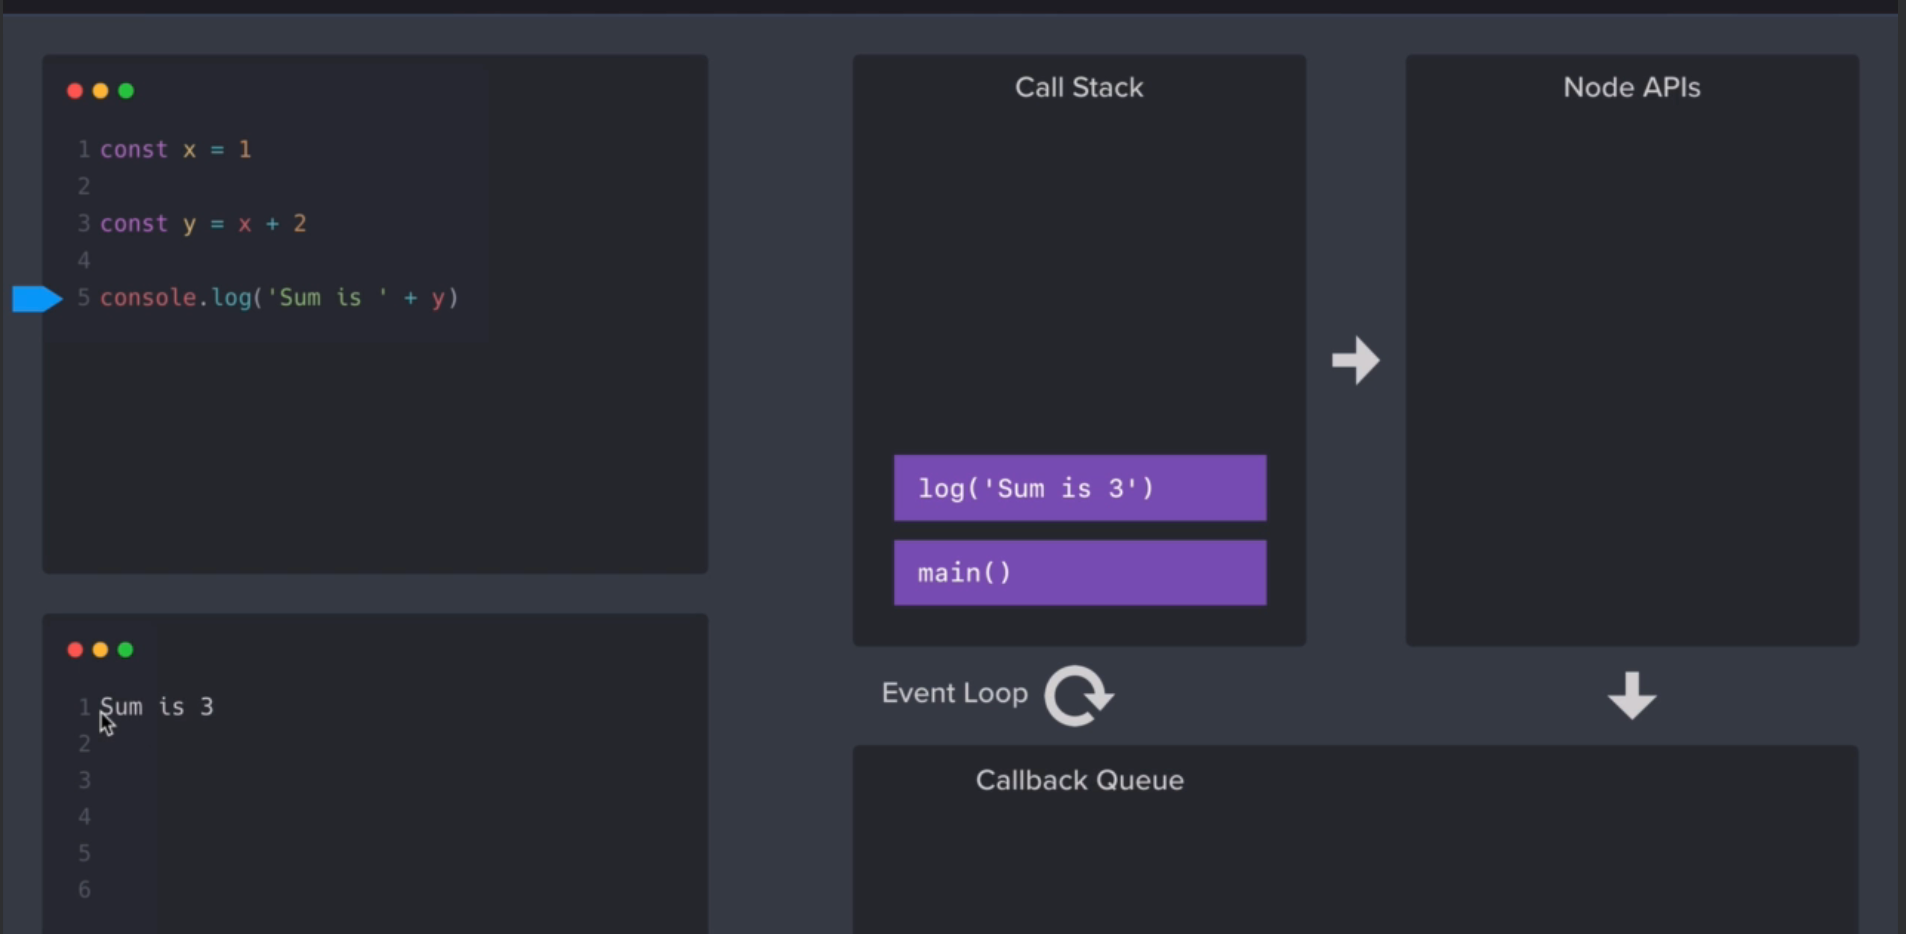 1 const x = 1
2
3 const y = x + 2
4
5 console.log('Sum is ' + y)
1 Sum is 3
2
3
4
5
6
Call Stack
log('Sum is 3')
main()
Node APIs
Event Loop
Callback Queue